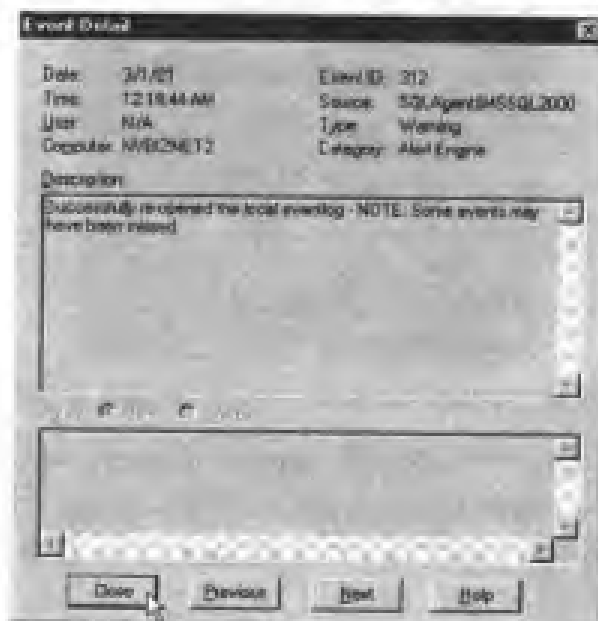 Event Detail
Date: 3/1/01 Event ID: 312
Time: 12:18:44 AM Source: SQLAgent$MSSQL2000
User: N/A Type: Warning
Computer: Category: Alert Engine
Description:
Successfully re-opened the local eventlog - NOTE: Some events may
have been missed.
Close Previous Next Help